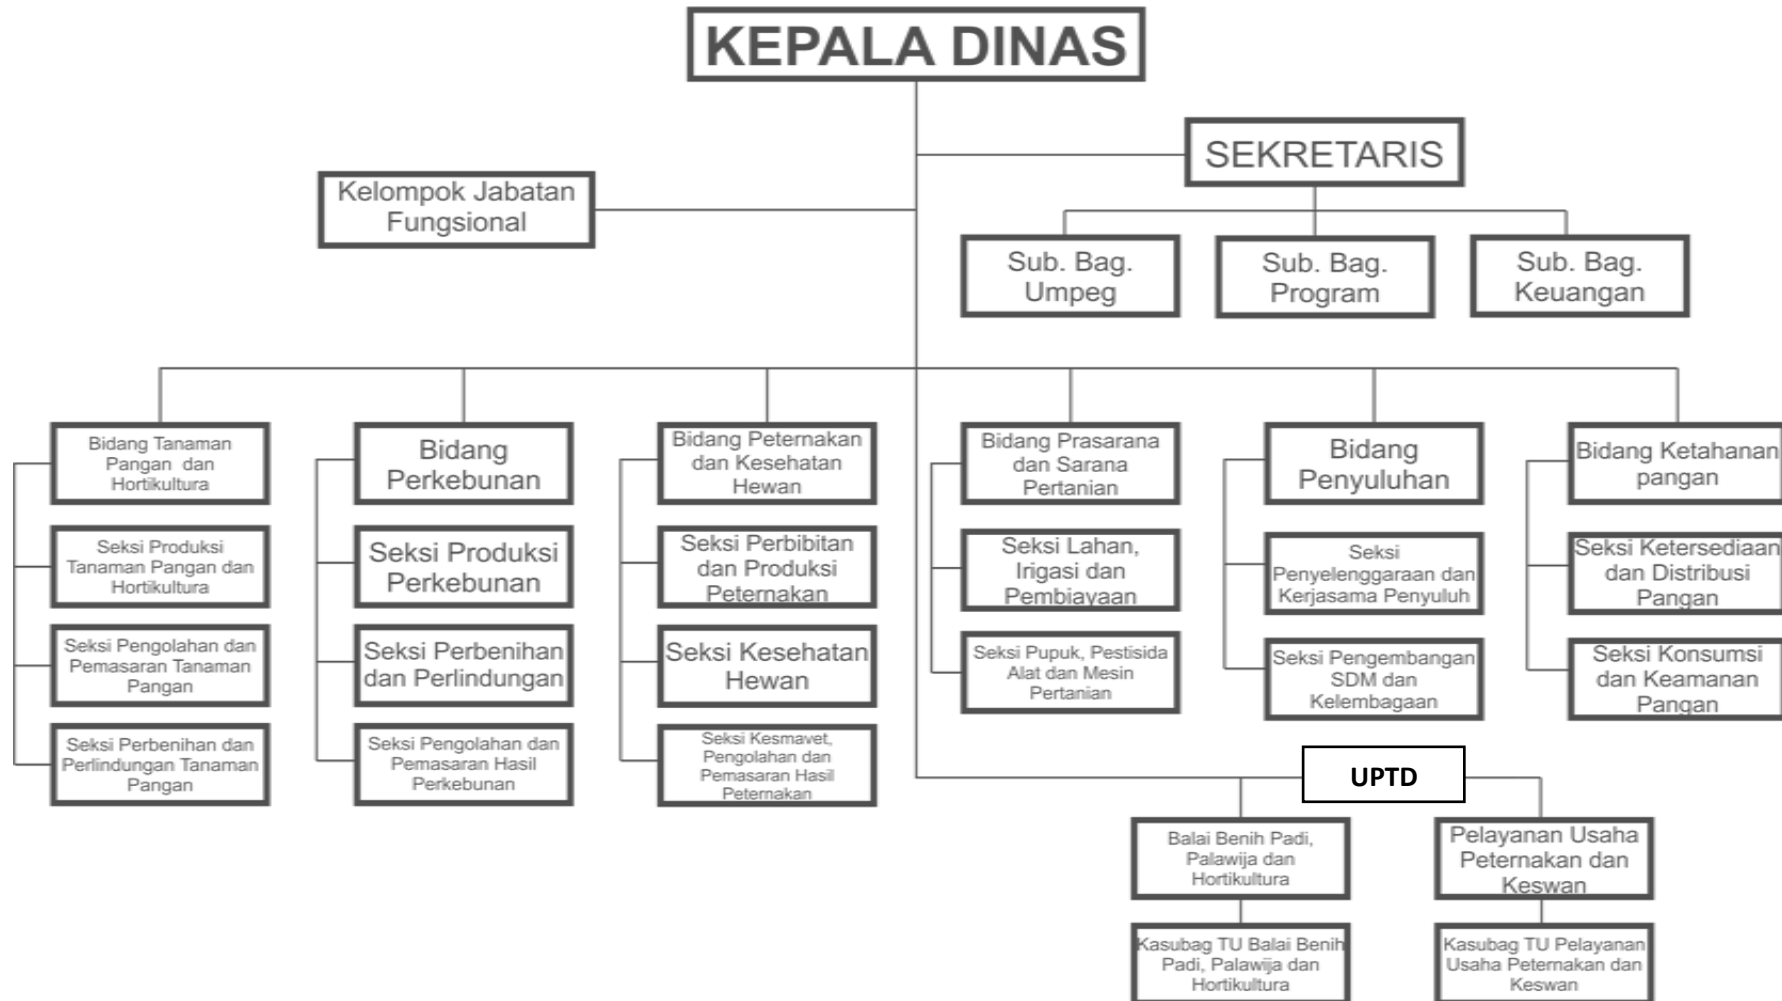 KEPALA DINAS
SEKRETARIS
Kelompok Jabatan
Fungsional
Sub. Bag.
Umpeg
Sub. Bag.
Program
Sub. Bag.
Keuangan
Bidang Tanaman
Pangan dan
Hortikultura
Bidang
Perkebunan
Bidang Peternakan
dan Kesehatan
Hewan
Bidang Prasarana
dan Sarana
Pertanian
Bidang
Penyuluhan
Bidang Ketahanan
pangan
Seksi Produksi
Tanaman Pangan dan
Hortikultura
Seksi Produksi
Perkebunan
Seksi Perbibitan
dan Produksi
Peternakan
Seksi Lahan,
Irigasi dan
Pembiayaan
Seksi
Penyelenggaraan dan
Kerjasama Penyuluh
Seksi Ketersediaan
dan Distribusi
Pangan
Seksi Pengolahan dan
Pemasaran Tanaman
Pangan
Seksi Perbenihan
dan Perlindungan
Seksi Kesehatan
Hewan
Seksi Pupuk, Pestisida
Alat dan Mesin
Pertanian
Seksi Pengembangan
SDM dan
Kelembagaan
Seksi Konsumsi
dan Keamanan
Pangan
Seksi Perbenihan dan
Perlindungan Tanaman
Pangan
Seksi Pengolahan dan
Pemasaran Hasil
Perkebunan
Seksi Kesmavet,
Pengolahan dan
Pemasaran Hasil
Peternakan
UPTD
Balai Benih Padi,
Palawija dan
Hortikultura
Pelayanan Usaha
Peternakan dan
Keswan
Kasubag TU Balai Benih
Padi, Palawija dan
Hortikultura
Kasubag TU Pelayanan
Usaha Peternakan dan
Keswan